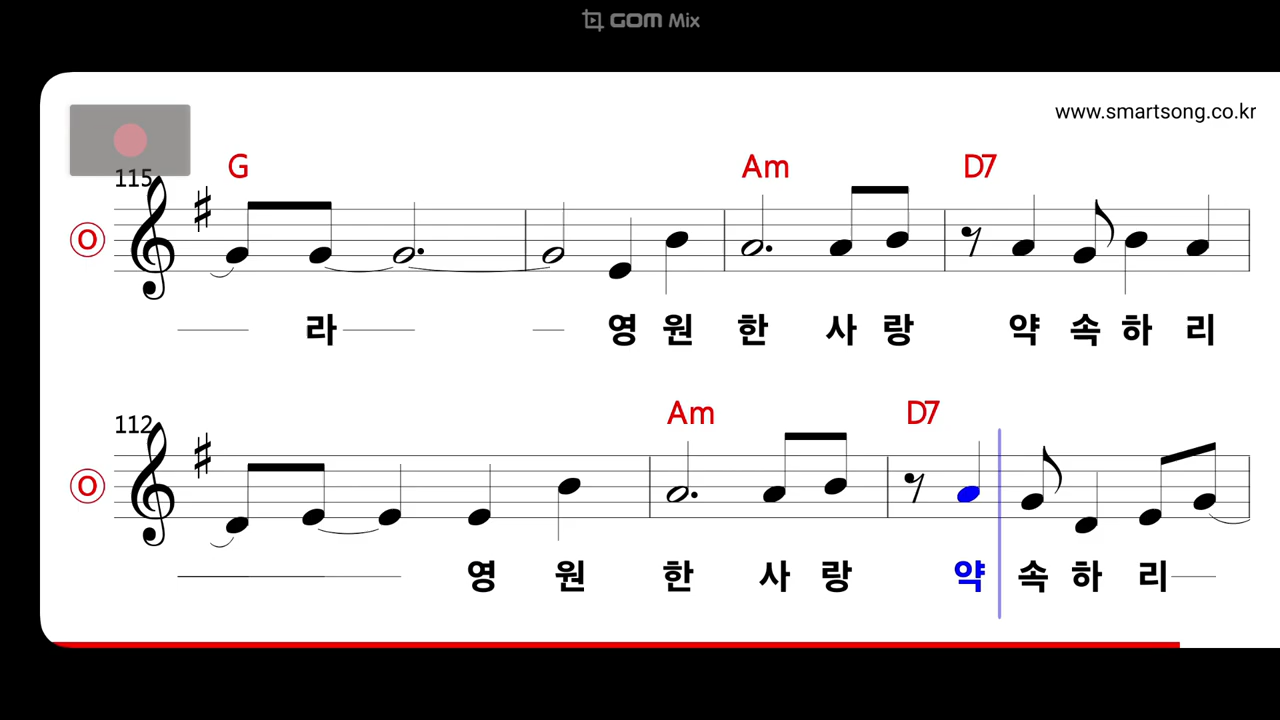 GOM Mix
www.smartsong.co.kr
G Am D7
115
O
라 영 원 한 사 랑 약 속 하 리
Am D7
112
O
영 원 한 사 랑 약 속 하 리